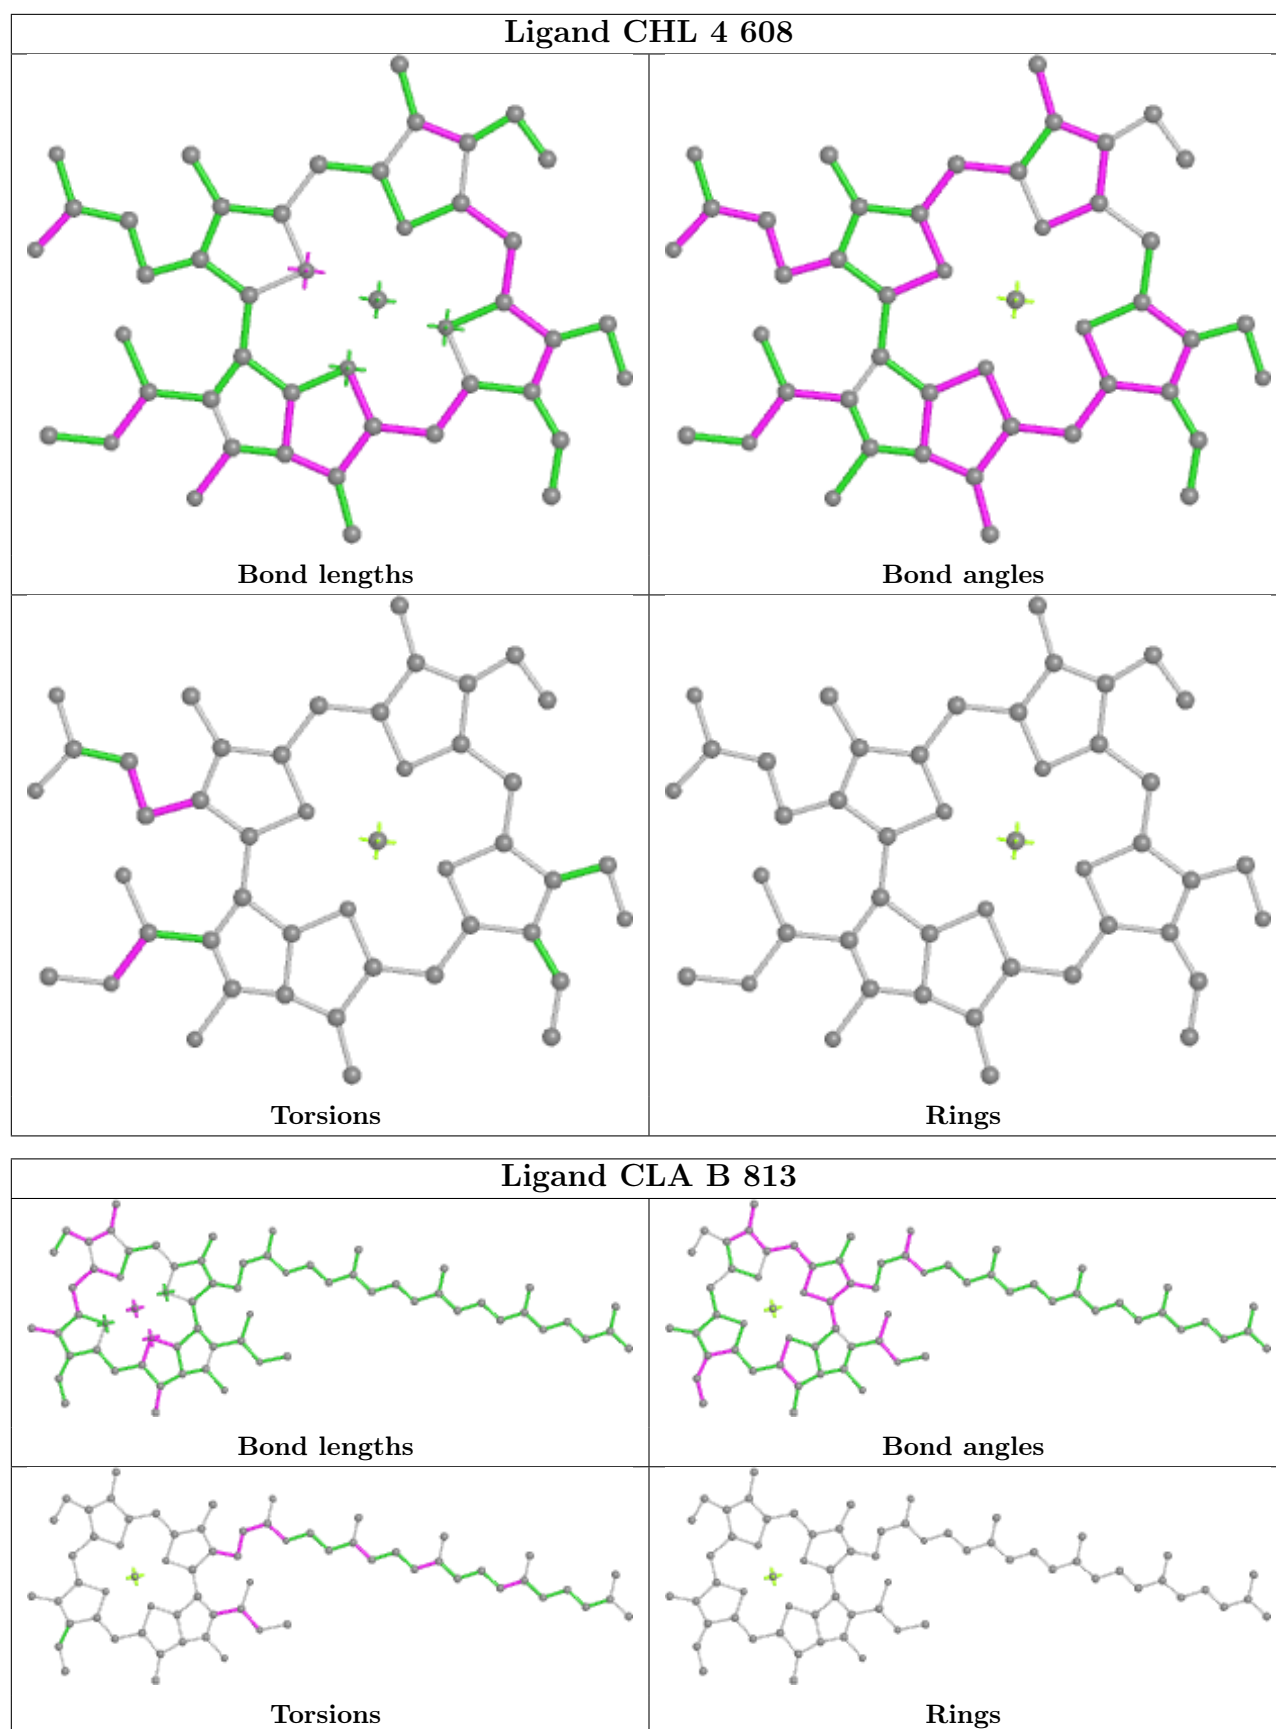 Ligand CHL 4 608
Bond lengths
Bond angles
Torsions
Rings
Ligand CLA B 813
Bond lengths
Bond angles
Torsions
Rings